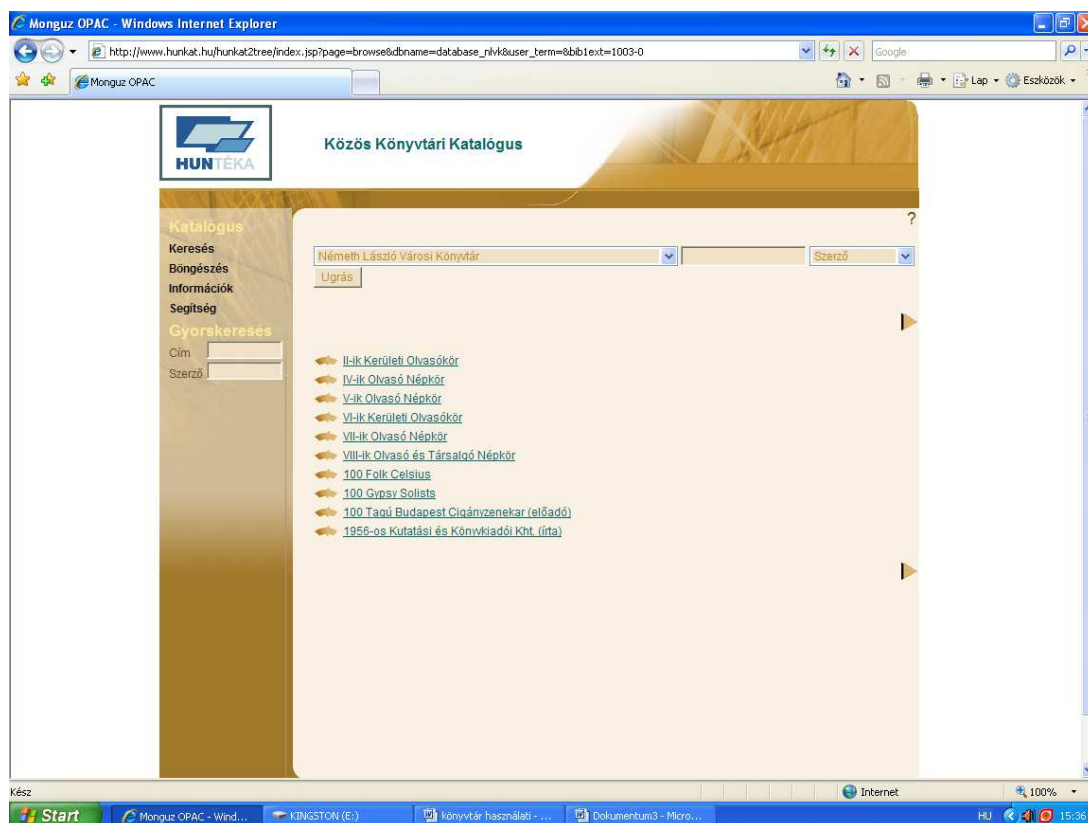 Monguz OPAC - Windows Internet Explorer
http://www.hunkat.hu/hunkat2tree/index.jsp?page=browse&dbname=database_nlvk&user_term=&bib1ext=1003-0
Google
Monguz OPAC
Lap
Eszközök
HUNTÉKA
Közös Könyvtári Katalógus
Katalógus
?
Keresés
Németh László Városi Könyvtár
Szerző
Böngészés
Ugrás
Információk
Segítség
Gyorskeresés
Cím
Szerző
II-ik Kerületi Olvasókör
IV-ik Olvasó Népkör
V-ik Olvasó Népkör
VI-ik Kerületi Olvasókör
VII-ik Olvasó Népkör
VIII-ik Olvasó és Társalgó Népkör
100 Folk Celsius
100 Gypsy Solists
100 Tagú Budapest Cigányzenekar (előadó)
1956-os Kutatási és Könyvkiadói Kht. (írta)
Kész
Internet
100%
Start
Monguz OPAC - Wind...
KINGSTON (E:)
könyvtár használati - ...
Dokumentum3 - Micro...
HU
15:36